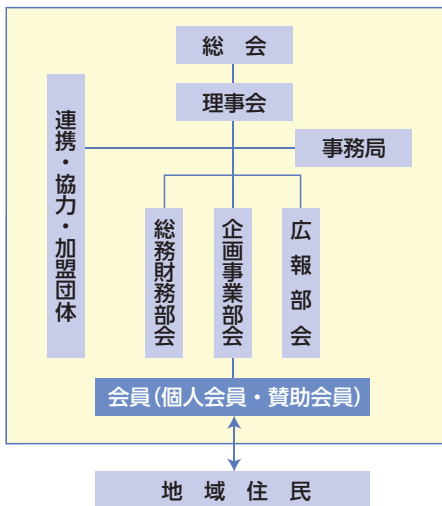 総　会
理事会
連携・協力・加盟団体
事務局
総務財務部会
企画事業部会
広報部会
会員(個人会員・賛助会員)
地　域　住　民